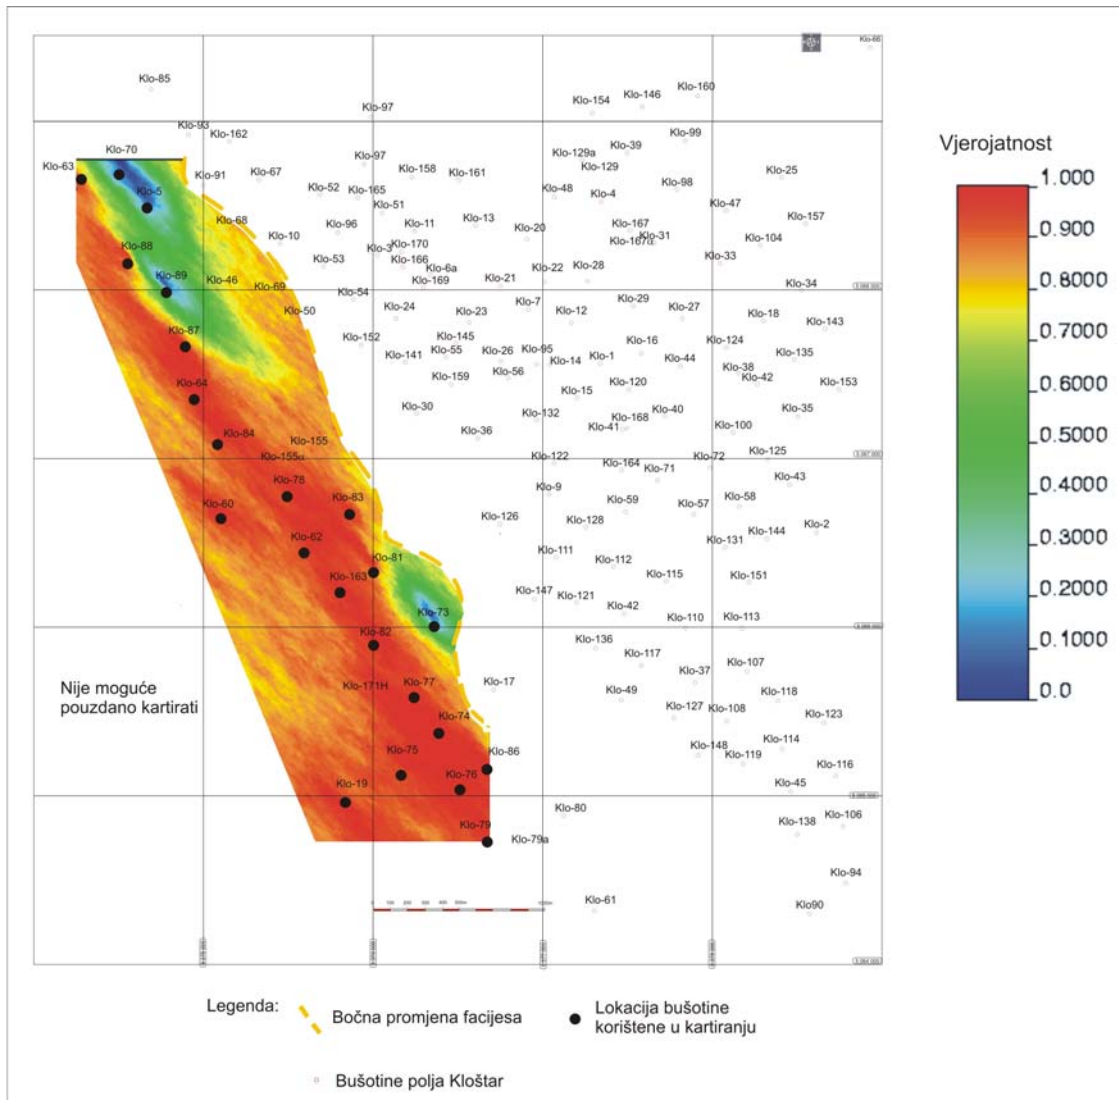 Klo-66
Klo-85
Klo-160
Klo-146
Klo-154
Klo-97
Klo-93
Klo-162
Klo-99
Klo-70
Klo-39
Klo-129a
Klo-97
Klo-129
Klo-63
Klo-67
Klo-158
Klo-161
Klo-25
Klo-91
Klo-52
Klo-165
Klo-48
Klo-4
Klo-98
Klo-5
Klo-51
Klo-47
Klo-68
Klo-96
Klo-11
Klo-13
Klo-20
Klo-167
Klo-157
Klo-10
Klo-170
Klo-31
Klo-167α
Klo-104
Klo-88
Klo-3
Klo-53
Klo-166
Klo-6a
Klo-22
Klo-28
Klo-33
Klo-89
Klo-46
Klo-69
Klo-169
Klo-21
Klo-34
Klo-54
Klo-50
Klo-24
Klo-23
Klo-7
Klo-12
Klo-29
Klo-27
Klo-18
Klo-143
Klo-87
Klo-152
Klo-145
Klo-141
Klo-55
Klo-26
Klo-95
Klo-14
Klo-1
Klo-16
Klo-44
Klo-124
Klo-135
Klo-38
Klo-64
Klo-159
Klo-56
Klo-15
Klo-120
Klo-42
Klo-153
Klo-30
Klo-132
Klo-168
Klo-40
Klo-35
Klo-84
Klo-155
Klo-36
Klo-41
Klo-100
Klo-155α
Klo-122
Klo-164
Klo-71
Klo-72
Klo-125
Klo-78
Klo-43
Klo-60
Klo-83
Klo-9
Klo-59
Klo-57
Klo-58
Klo-126
Klo-128
Klo-2
Klo-62
Klo-144
Klo-131
Klo-81
Klo-111
Klo-112
Klo-163
Klo-115
Klo-151
Klo-73
Klo-147
Klo-121
Klo-42
Klo-110
Klo-113
Klo-82
Klo-136
Klo-117
Klo-107
Nije moguće
pouzdano kartirati
Klo-171H
Klo-77
Klo-17
Klo-49
Klo-37
Klo-118
Klo-74
Klo-127
Klo-108
Klo-123
Klo-75
Klo-86
Klo-148
Klo-114
Klo-119
Klo-19
Klo-76
Klo-45
Klo-116
Klo-79
Klo-79a
Klo-80
Klo-138
Klo-106
Klo-94
Klo-61
Klo90
Vjerojatnost
1.000
0.9000
0.8000
0.7000
0.6000
0.5000
0.4000
0.3000
0.2000
0.1000
0.0
Legenda:
Bočna promjena facijesa
Lokacija bušotine
korištene u kartiranju
Bušotine polja Kloštar